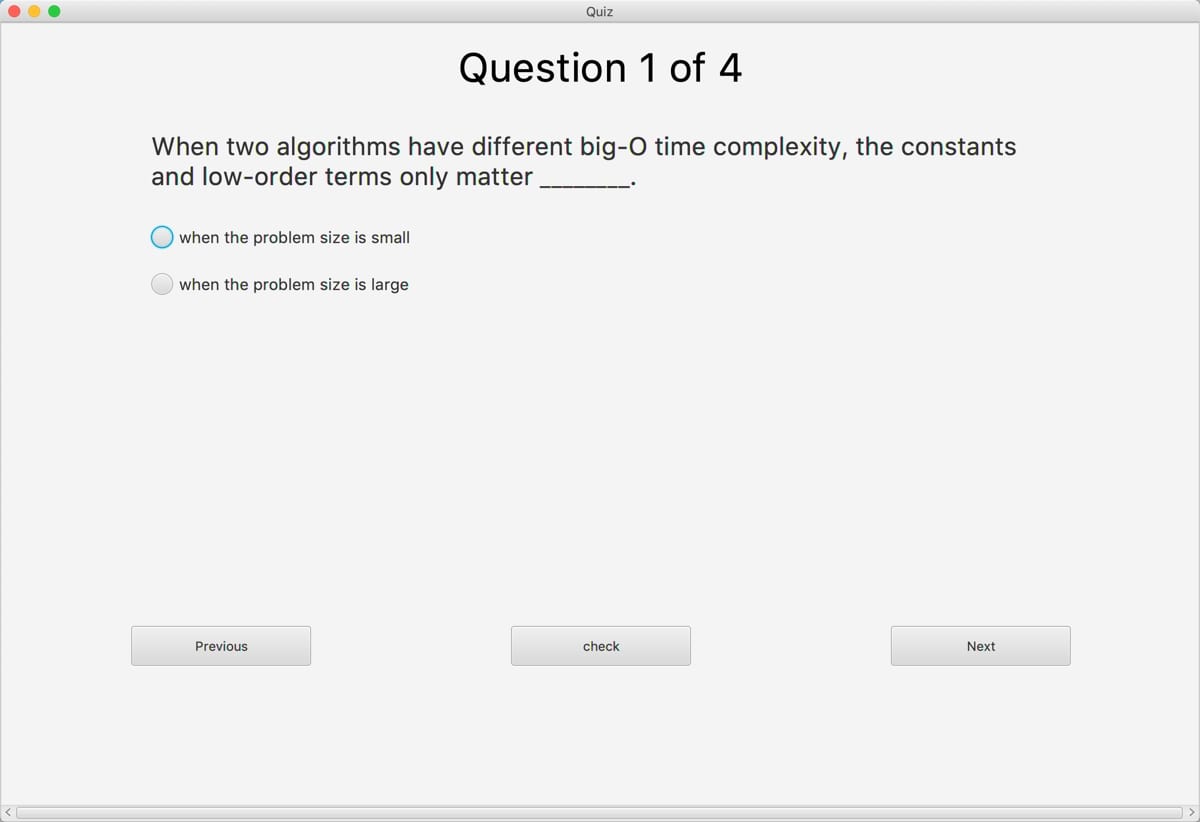 Quiz
Question 1 of 4
When two algorithms have different big-O time complexity, the constants
and low-order terms only matter ________.
when the problem size is small
when the problem size is large
Previous
check
Next